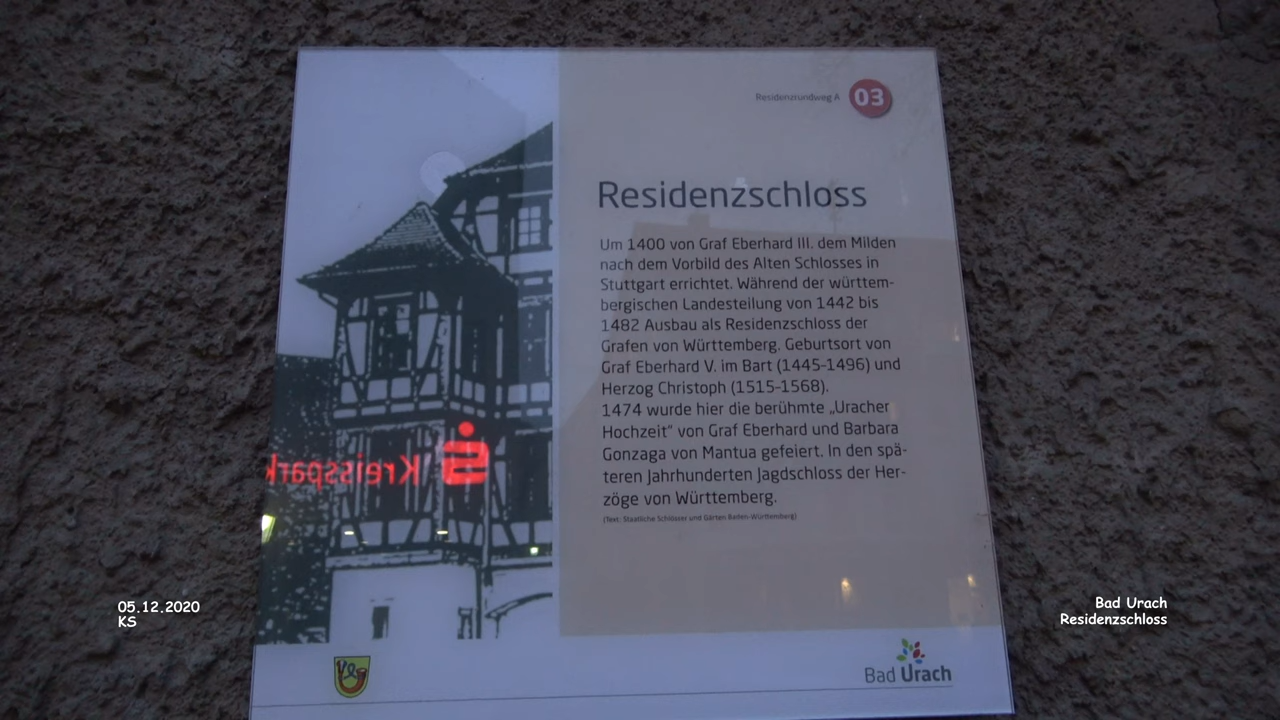 Residenzrundweg A 03
Residenzschloss
Um 1400 von Graf Eberhard III. dem Milden
nach dem Vorbild des Alten Schlosses in
Stuttgart errichtet. Während der württem-
bergischen Landesteilung von 1442 bis
1482 Ausbau als Residenzschloss der
Grafen von Württemberg. Geburtsort von
Graf Eberhard V. im Bart (1445-1496) und
Herzog Christoph (1515-1568).
1474 wurde hier die berühmte „Uracher
Hochzeit“ von Graf Eberhard und Barbara
Gonzaga von Mantua gefeiert. In den spä-
teren Jahrhunderten Jagdschloss der Her-
zöge von Württemberg.
(Text: Staatliche Schlösser und Gärten Baden-Württemberg)
Kreisspark
05.12.2020
KS
Bad Urach
Residenzschloss
Bad Urach